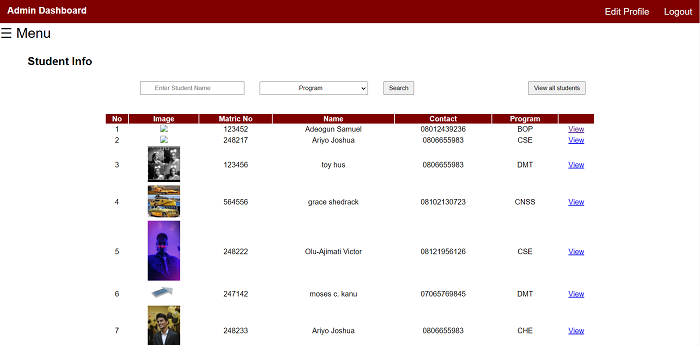 Admin Dashboard Edit Profile Logout
☰ Menu
Student Info
Enter Student Name Program Search View all students
No Image Matric No Name Contact Program
1 123452 Adeogun Samuel 08012439236 BOP View
2 248217 Ariyo Joshua 0806655983 CSE View
3 123456 toy hus 0806655983 DMT View
4 564556 grace shedrack 08102130723 CNSS View
5 248222 Olu-Ajimati Victor 08121956126 CSE View
6 247142 moses c. kanu 07065769845 DMT View
7 248233 Ariyo Joshua 0806655983 CHE View